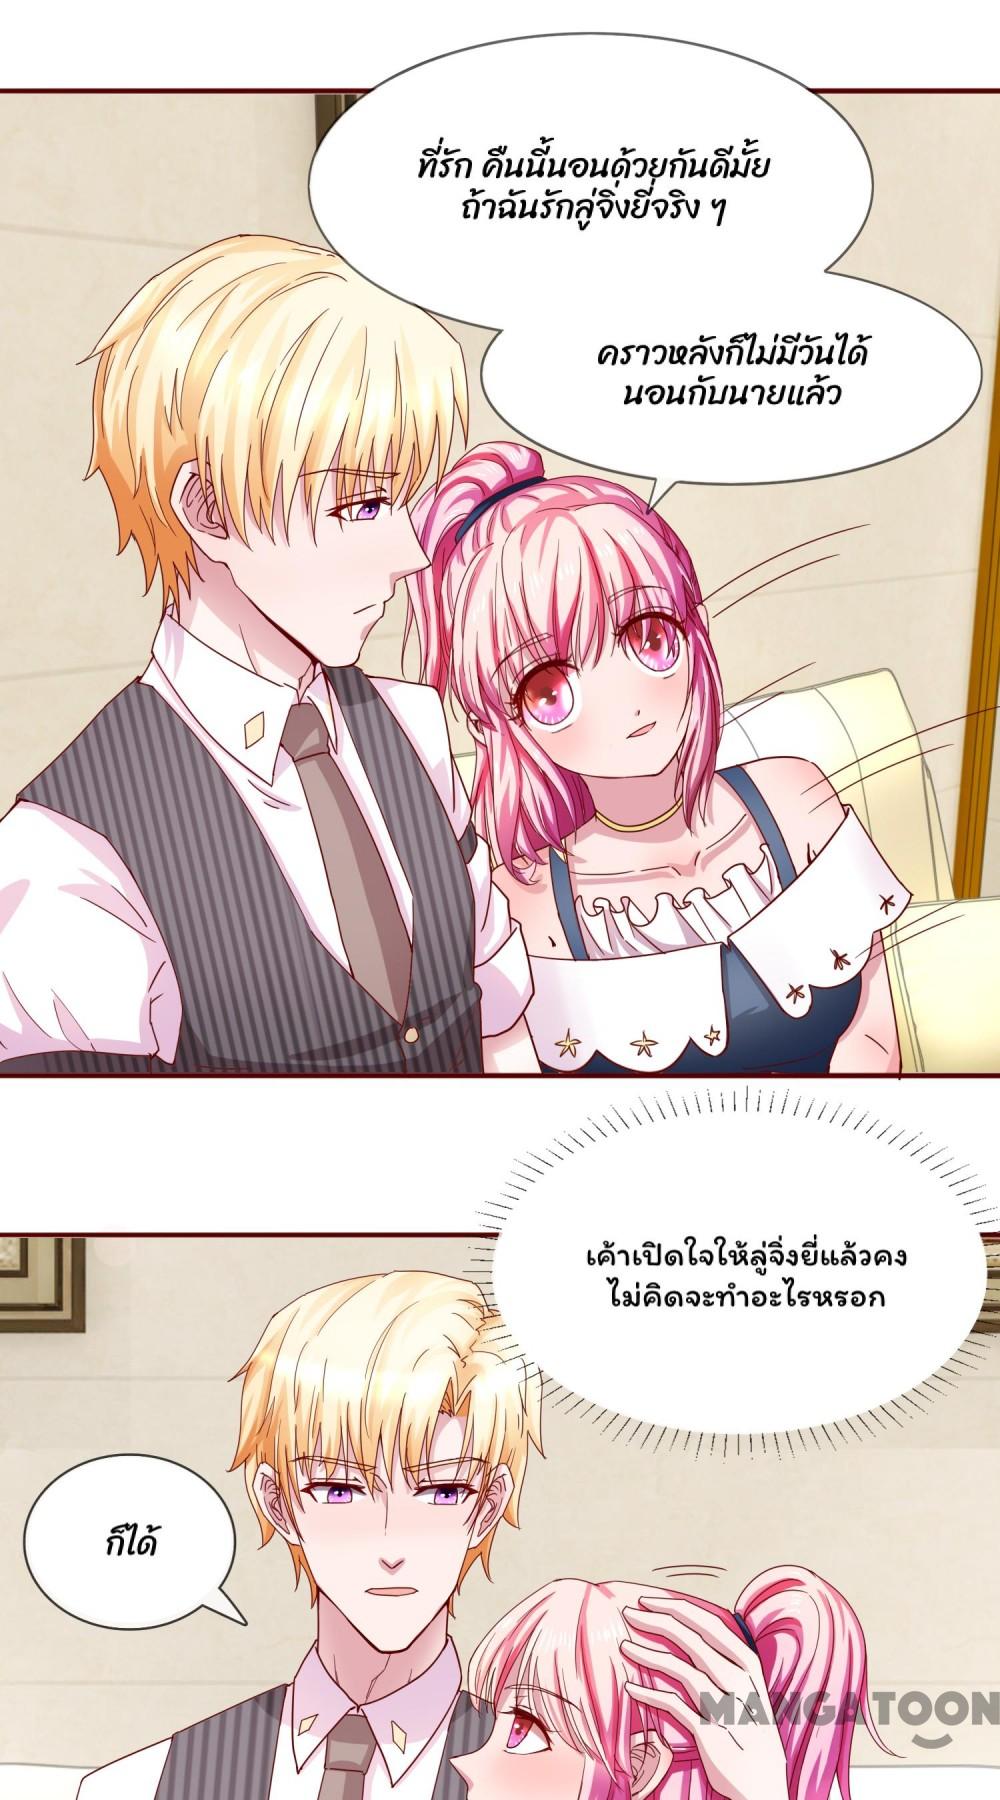 ที่รัก คืนนี้นอนด้วยกันดีมั้ย
ถ้าฉันรักลู่จิ่งยี่จริง ๆ
คราวหลังก็ไม่มีวันได้
นอนกับนายแล้ว
เค้าเปิดใจให้ลู่จิ่งยี่แล้วคง
ไม่คิดจะทำอะไรหรอก
ก็ได้
MANGATOON